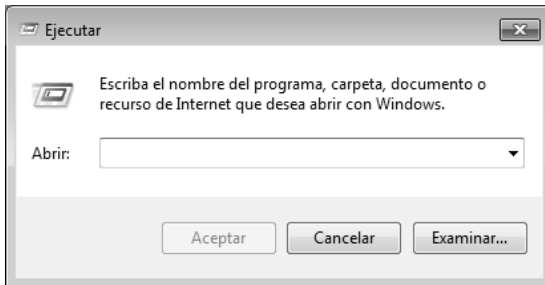 Ejecutar
Escriba el nombre del programa, carpeta, documento o
recurso de Internet que desea abrir con Windows.
Abrir:
Aceptar Cancelar Examinar...